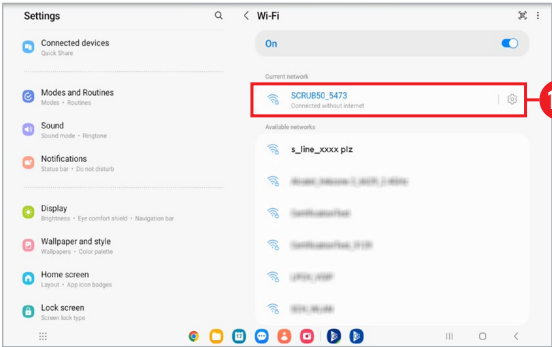 Settings
Connected devices
Quick Share
Modes and Routines
Modes • Routines
Sound
Sound mode • Ringtone
Notifications
Status bar • Do not disturb
Display
Brightness • Eye comfort shield • Navigation bar
Wallpaper and style
Wallpapers • Color palette
Home screen
Layout • App icon badges
Lock screen
Screen lock type
Wi-Fi
On
Current network
SCRUB50_5473
Connected without internet
1
Available networks
s_line_xxxx plz